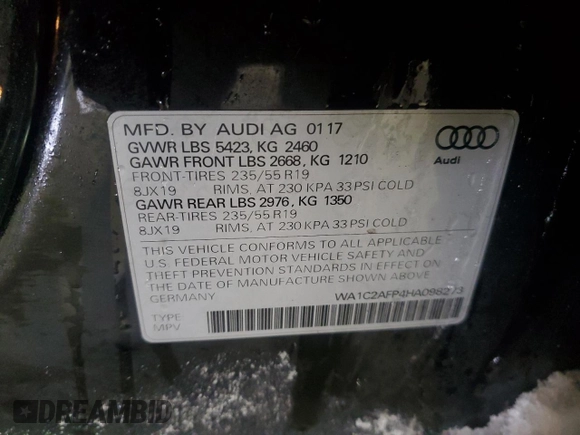 MFD. BY AUDI AG 01 17
GVWR LBS 5423, KG 2460
GAWR FRONT LBS 2668, KG 1210
FRONT-TIRES 235/55 R19
8JX19 RIMS, AT 230 KPA 33 PSI COLD
GAWR REAR LBS 2976, KG 1350
REAR-TIRES 235/55 R19
8JX19 RIMS, AT 230 KPA 33 PSI COLD
THIS VEHICLE CONFORMS TO ALL APPLICABLE
U.S. FEDERAL MOTOR VEHICLE SAFETY AND
THEFT PREVENTION STANDARDS IN EFFECT ON
THE DATE OF MANUFACTURE SHOWN ABOVE.
GERMANY
TYPE:
MPV
Audi
DREAMBID